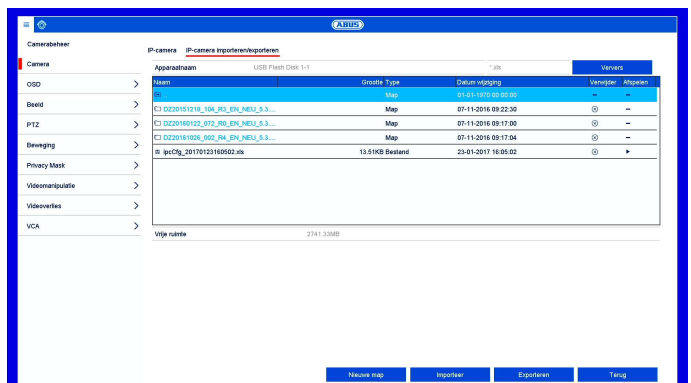 ABUS
Camerabeheer
IP-camera IP-camera importeren/exporteren
Camera
Apparaatnaam USB Flash Disk 1-1 *.xls Ververs
OSD
Naam Grootte Type Datum wijziging Verwijder Afspelen
Map 01-01-1970 00:00:00 – –
Beeld
DZ20151218_104_R3_EN_NEU_5.3.... Map 07-11-2016 09:22:30 –
DZ20160122_072_R0_EN_NEU_5.3.... Map 07-11-2016 09:17:00 –
PTZ
DZ20161026_002_R4_EN_NEU_5.3.... Map 07-11-2016 09:17:04 –
Beweging
ipcCfg_20170123160502.xls 13.51KB Bestand 23-01-2017 16:05:02
Privacy Mask
Videomanipulatie
Videoverlies
VCA
Vrije ruimte 2741.33MB
Nieuwe map Importeer Exporteren Terug